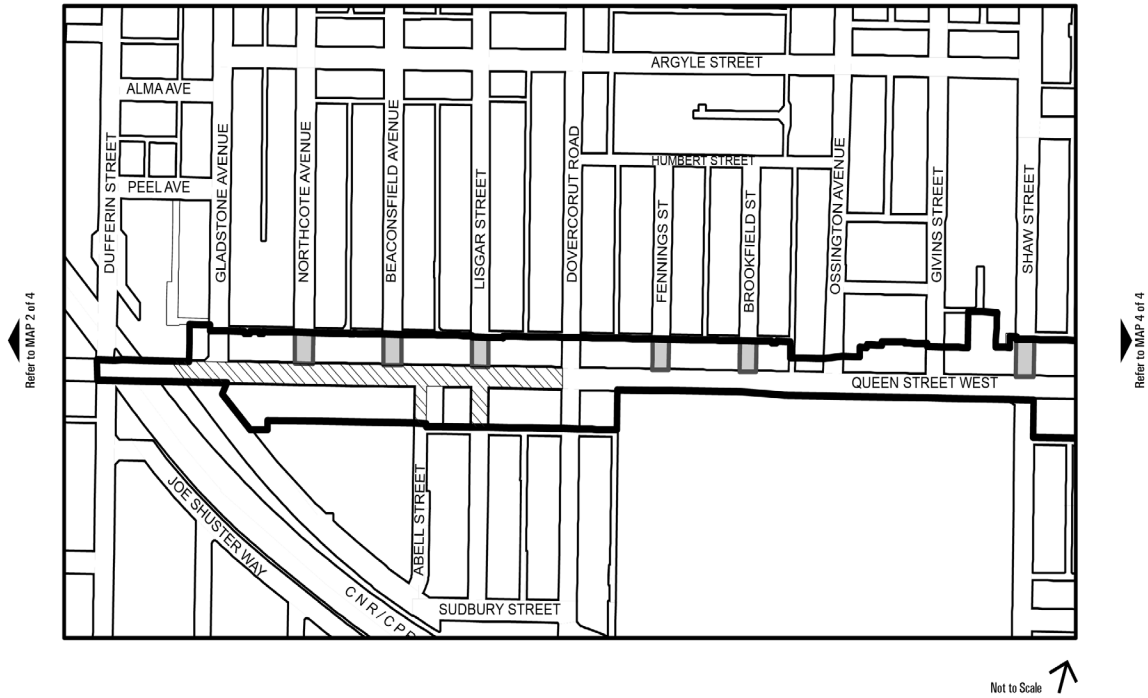 ARGYLE STREET
ALMA AVE
HUMBERT STREET
PEEL AVE
DUFFERIN STREET
GLADSTONE AVENUE
NORTHCOTE AVENUE
BEACONSFIELD AVENUE
LISGAR STREET
DOVERCORUT ROAD
FENNINGS ST
BROOKFIELD ST
OSSINGTON AVENUE
GIVINS STREET
SHAW STREET
Refer to MAP 2 of 4
Refer to MAP 4 of 4
QUEEN STREET WEST
JOE SHUSTER WAY
ABELL STREET
CNR/CPR
SUDBURY STREET
Not to Scale